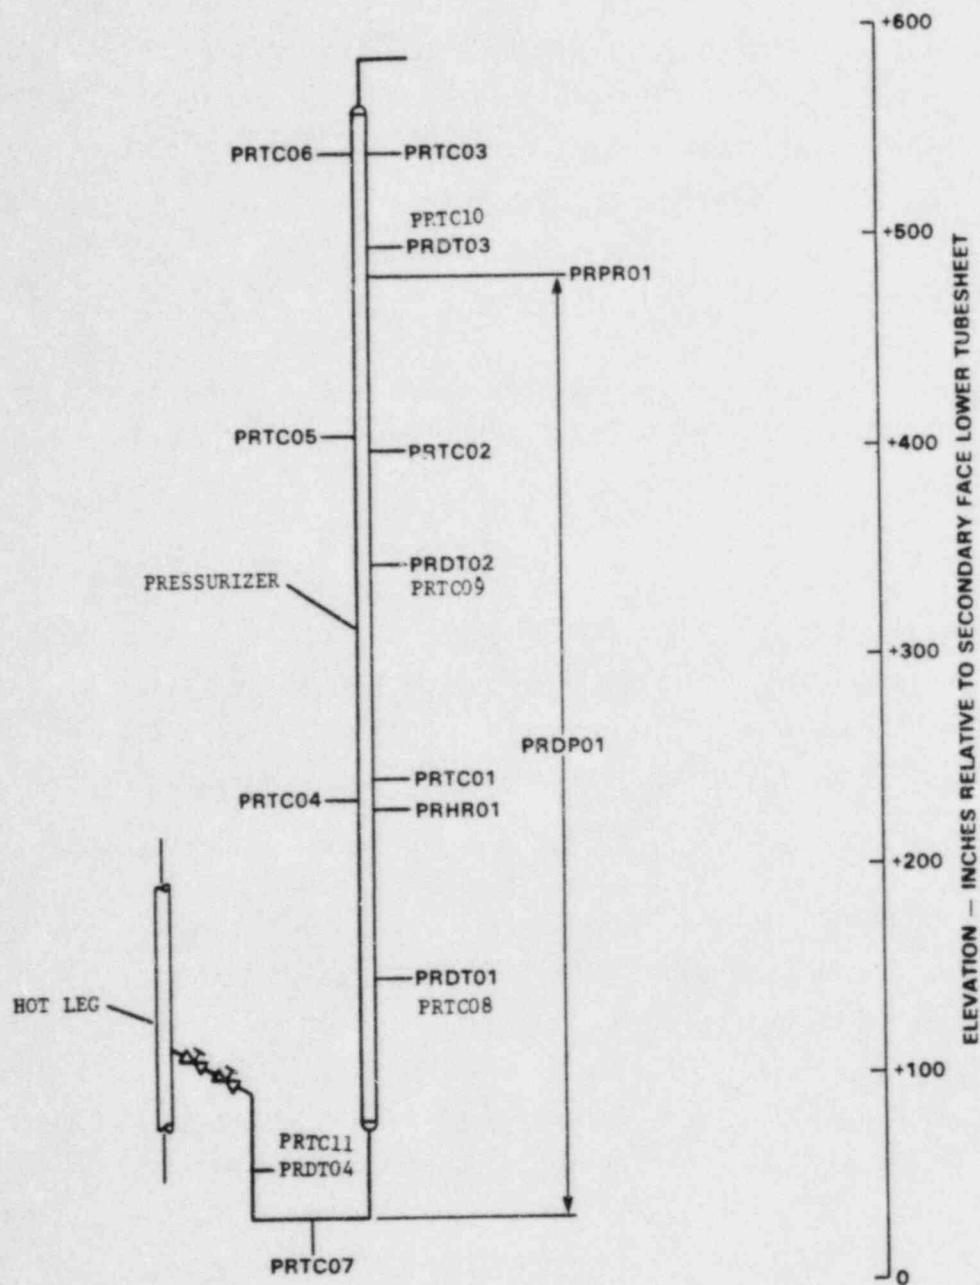 +600
PRTC06
PRTC03
PRTC10
PRDT03
+500
PRPR01
PRTC05
PRTC02
+400
PRDT02
PRTC09
PRESSURIZER
+300
PRDP01
PRTC01
PRTC04
PRHR01
+200
PRDT01
PRTC08
HOT LEG
+100
PRTC11
PRDT04
PRTC07
0
ELEVATION — INCHES RELATIVE TO SECONDARY FACE LOWER TUBESHEET